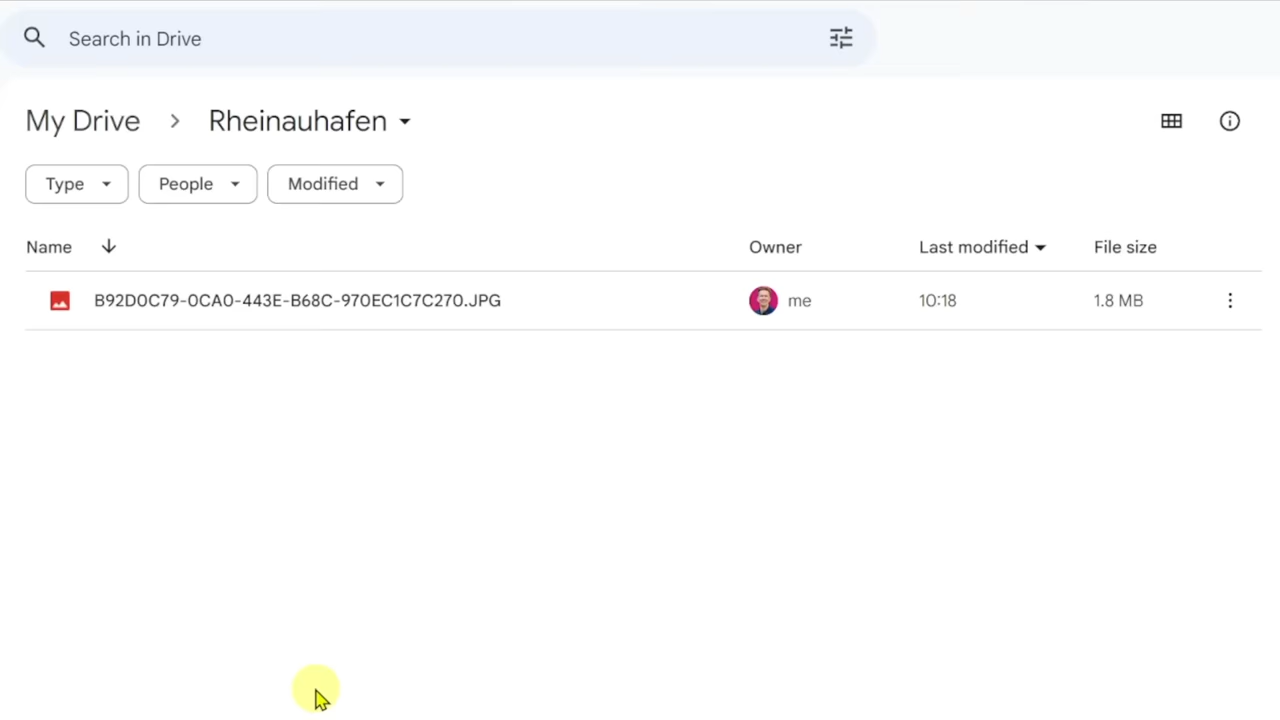 Search in Drive
My Drive > Rheinauhafen
Type People Modified
Name Owner Last modified File size
B92D0C79-0CA0-443E-B68C-970EC1C7C270.JPG me 10:18 1.8 MB